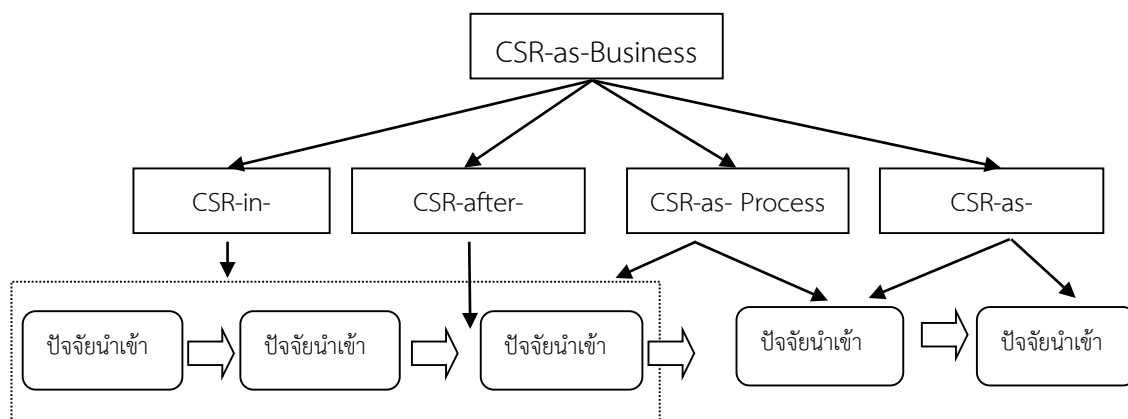 CSR-as-Business
CSR-in-
CSR-after-
CSR-as- Process
CSR-as-
ปัจจัยนำเข้า
ปัจจัยนำเข้า
ปัจจัยนำเข้า
ปัจจัยนำเข้า
ปัจจัยนำเข้า